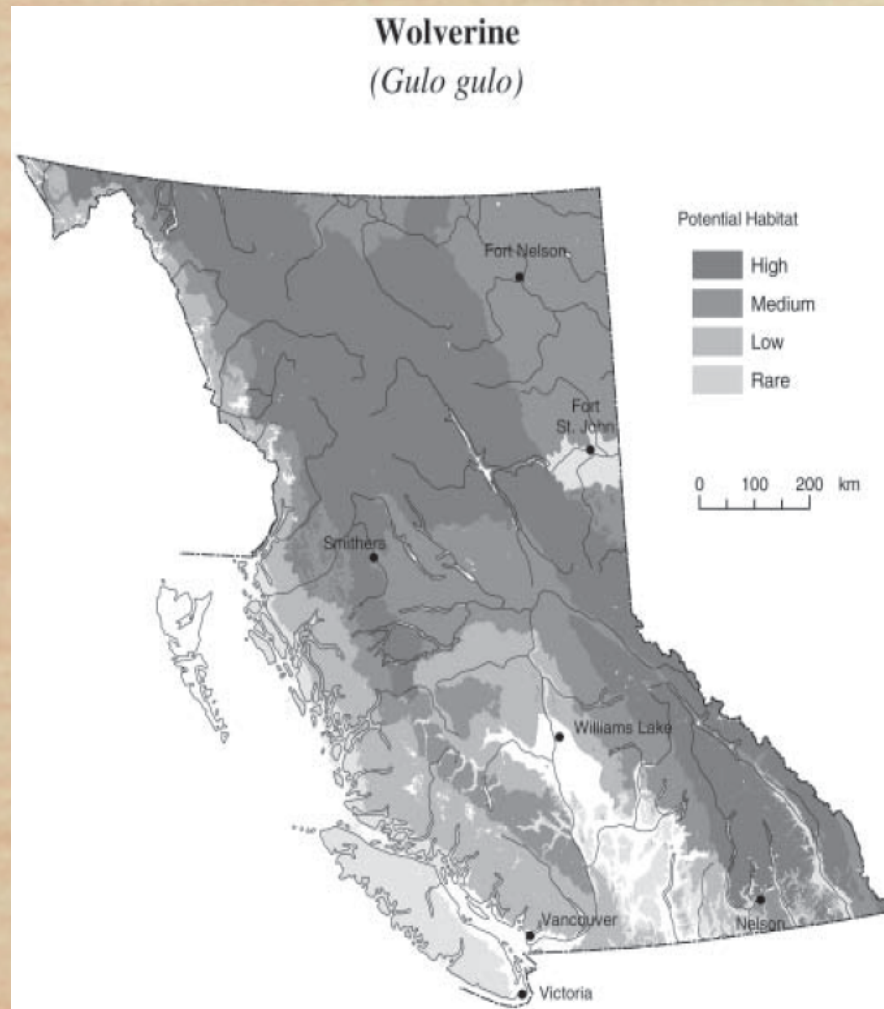 Wolverine
(Gulo gulo)
Potential Habitat
High
Medium
Low
Rare
0 100 200 km
Fort Nelson
Fort
St. John
Smithers
Williams Lake
Vancouver
Nelson
Victoria